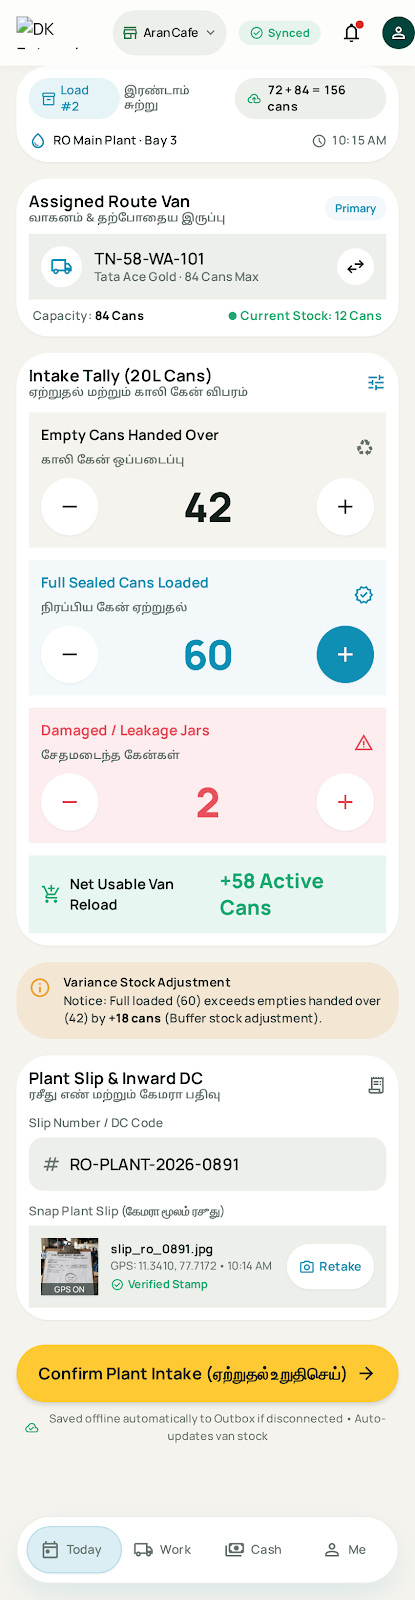 DK
Aran Cafe
Synced
Load
#2
இரண்டாம்
சுற்று
72 + 84 = 156
cans
RO Main Plant · Bay 3
10:15 AM
Assigned Route Van
வாகனம் & தற்போதைய இருப்பு
Primary
TN-58-WA-101
Tata Ace Gold · 84 Cans Max
Capacity: 84 Cans
Current Stock: 12 Cans
Intake Tally (20L Cans)
ஏற்றுதல் மற்றும் காலி கேன் விபரம்
Empty Cans Handed Over
காலி கேன் ஒப்படைப்பு
− 42 +
Full Sealed Cans Loaded
நிரப்பிய கேன் ஏற்றுதல்
− 60 +
Damaged / Leakage Jars
சேதமடைந்த கேன்கள்
− 2 +
Net Usable Van
Reload
+58 Active
Cans
Variance Stock Adjustment
Notice: Full loaded (60) exceeds empties handed over
(42) by +18 cans (Buffer stock adjustment).
Plant Slip & Inward DC
ரசீது எண் மற்றும் கேமரா பதிவு
Slip Number / DC Code
# RO-PLANT-2026-0891
Snap Plant Slip (கேமரா மூலம் ரசீது)
slip_ro_0891.jpg
GPS: 11.3410, 77.7172 • 10:14 AM
Verified Stamp
GPS ON
Retake
Confirm Plant Intake (ஏற்றுதல் உறுதிசெய்)
Saved offline automatically to Outbox if disconnected • Auto-
updates van stock
Today
Work
Cash
Me